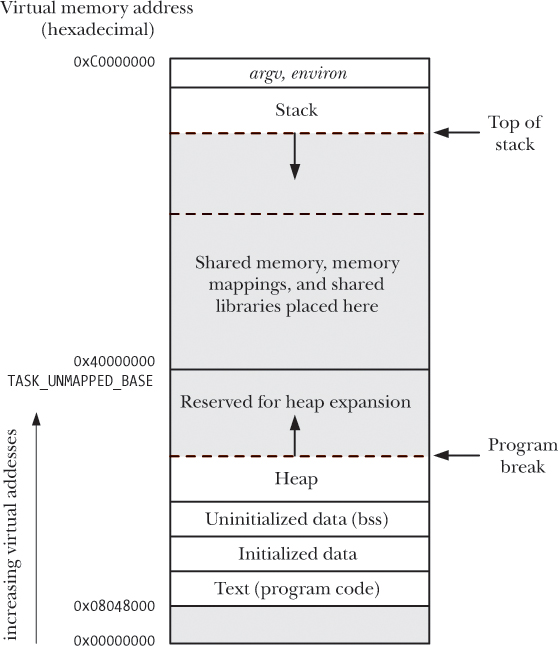 Virtual memory address
(hexadecimal)
0xC0000000
argv, environ
Stack
Top of
stack
Shared memory, memory
mappings, and shared
libraries placed here
0x40000000
TASK_UNMAPPED_BASE
Reserved for heap expansion
Program
break
Heap
Uninitialized data (bss)
Initialized data
Text (program code)
0x08048000
0x00000000
increasing virtual addesses